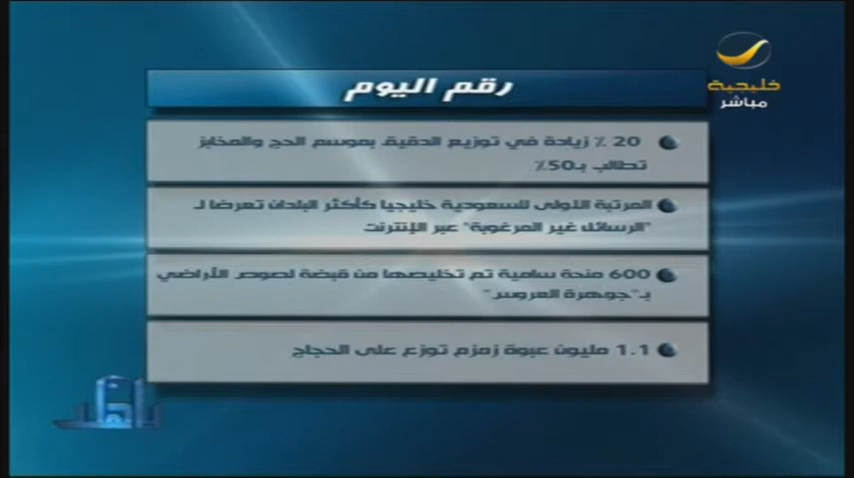 خليجية
مباشر
رقم اليوم
20 % زيادة في توزيع الدقيق بموسم الحج والمخابز
تطالب بـ50%
المرتبة الأولى للسعودية خليجيا كأكثر البلدان تعرضا لـ
"الرسائل غير المرغوبة" عبر الإنترنت
600 منحة سامية تم تخليصها من قبضة لصوص الأراضي
بـ"جوهرة العروس"
1.1 مليون عبوة زمزم توزع على الحجاج